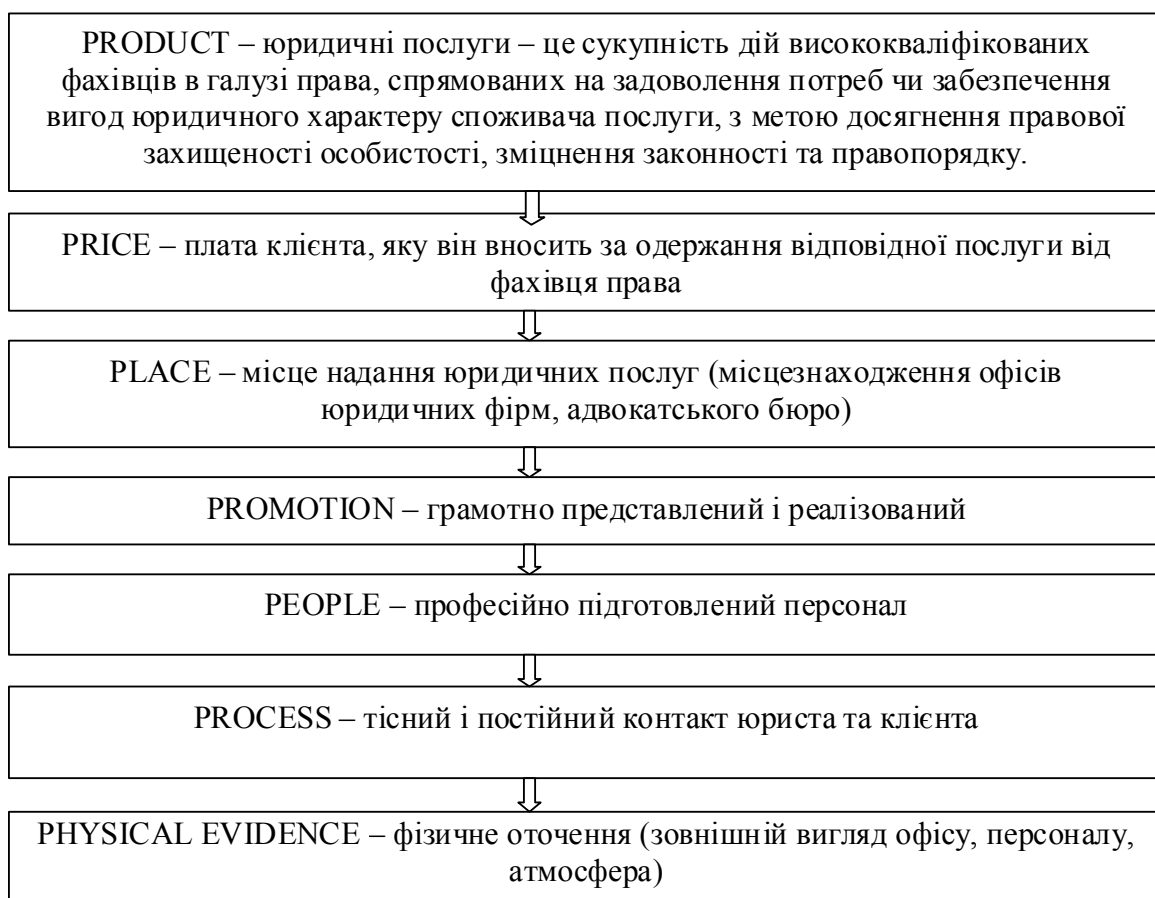 PRODUCT – юридичні послуги – це сукупність дій висококваліфікованих
фахівців в галузі права, спрямованих на задоволення потреб чи забезпечення
вигод юридичного характеру споживача послуги, з метою досягнення правової
захищеності особистості, зміцнення законності та правопорядку.
PRICE – плата клієнта, яку він вносить за одержання відповідної послуги від
фахівця права
PLACE – місце надання юридичних послуг (місцезнаходження офісів
юридичних фірм, адвокатського бюро)
PROMOTION – грамотно представлений і реалізований
PEOPLE – професійно підготовлений персонал
PROCESS – тісний і постійний контакт юриста та клієнта
PHYSICAL EVIDENCE – фізичне оточення (зовнішній вигляд офісу, персоналу,
атмосфера)